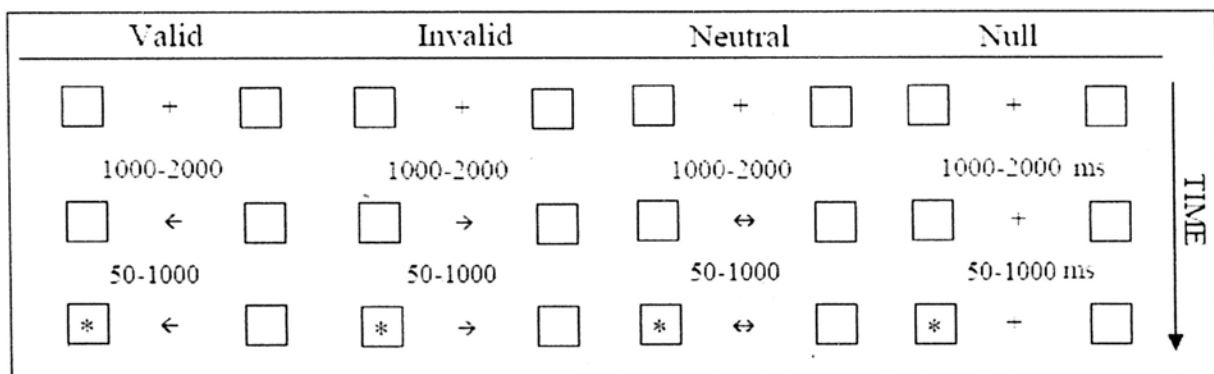 Valid Invalid Neutral Null
+ + + +
1000-2000 1000-2000 1000-2000 1000-2000 ms
← → ↔ +
50-1000 50-1000 50-1000 50-1000 ms
* ← * → * ↔ * +
TIME